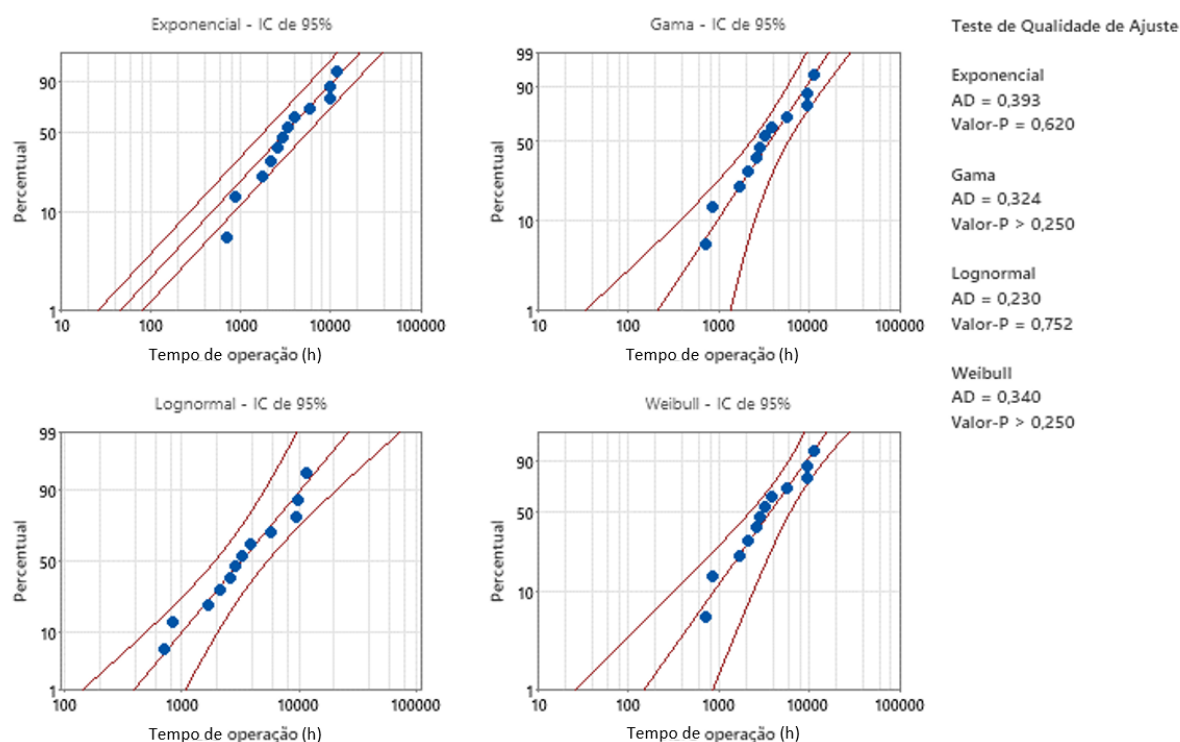 Exponencial - IC de 95%
Percentual
90
50
10
1
10 100 1000 10000 100000
Tempo de operação (h)
Gama - IC de 95%
Percentual
99
90
50
10
1
10 100 1000 10000 100000
Tempo de operação (h)
Lognormal - IC de 95%
Percentual
99
90
50
10
1
100 1000 10000 100000
Tempo de operação (h)
Weibull - IC de 95%
Percentual
90
50
10
1
10 100 1000 10000 100000
Tempo de operação (h)
Teste de Qualidade de Ajuste
Exponencial
AD = 0,393
Valor-P = 0,620
Gama
AD = 0,324
Valor-P > 0,250
Lognormal
AD = 0,230
Valor-P = 0,752
Weibull
AD = 0,340
Valor-P > 0,250